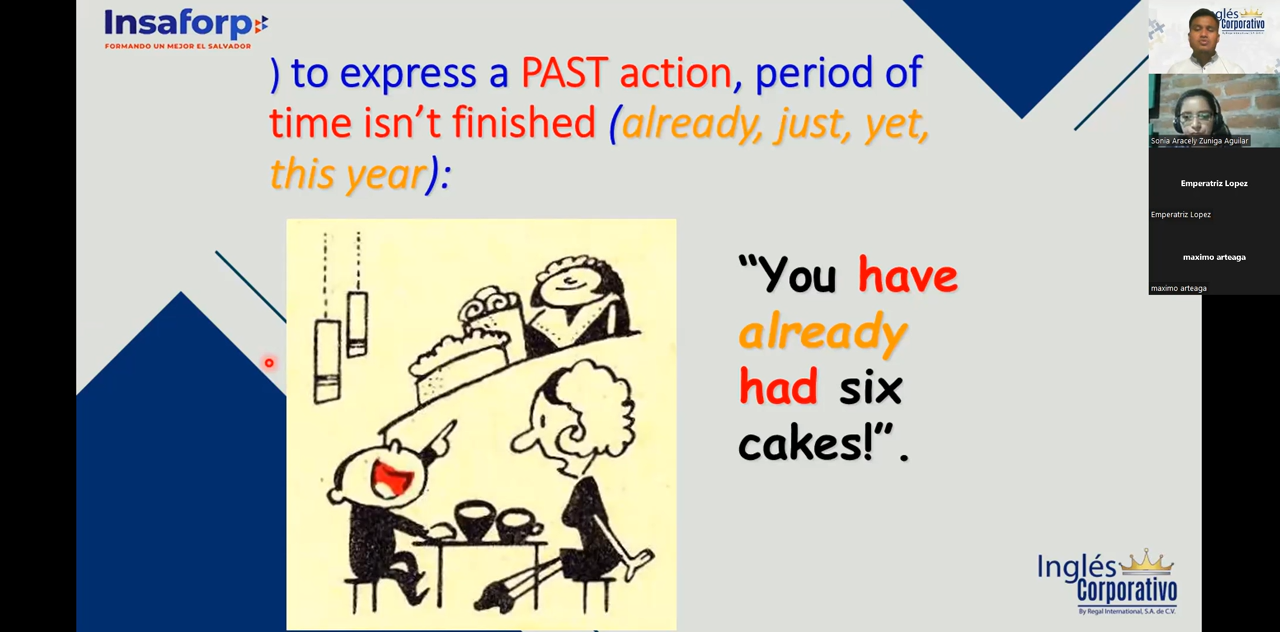 Insaforp
FORMANDO UN MEJOR EL SALVADOR
) to express a PAST action, period of
time isn't finished (already, just, yet,
this year):
"You have
already
had six
cakes!".
Inglés
Corporativo
By Regal International, S.A. de C.V.
Inglés
Corporativo
Sonia Aracely Zuniga Aguilar
Emperatriz Lopez
Emperatriz Lopez
maximo arteaga
maximo arteaga